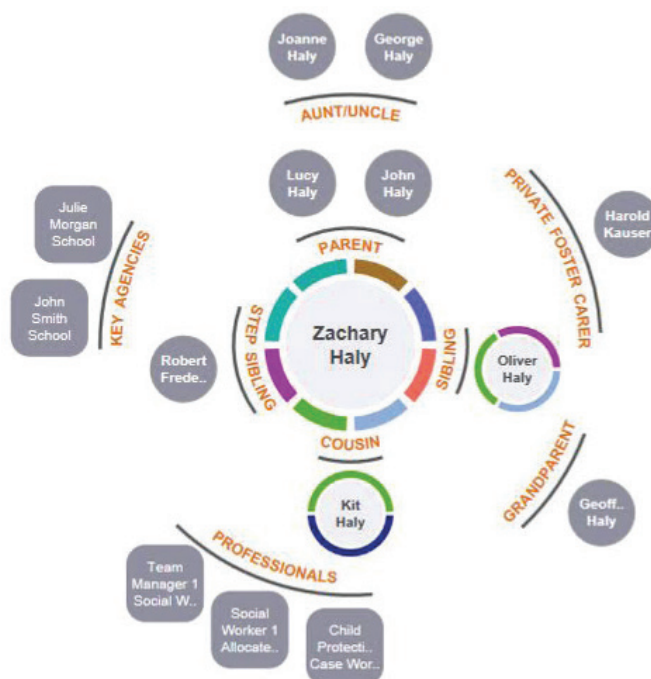 Joanne
Haly
George
Haly
AUNT/UNCLE
Lucy
Haly
John
Haly
PARENT
PRIVATE FOSTER CARER
Harold
Kauser
Julie
Morgan
School
John
Smith
School
KEY AGENCIES
STEP SIBLING
Robert
Frede..
Zachary
Haly
SIBLING
Oliver
Haly
COUSIN
Kit
Haly
GRANDPARENT
Geoff..
Haly
PROFESSIONALS
Team
Manager 1
Social W..
Social
Worker 1
Allocate..
Child
Protecti..
Case Wor..